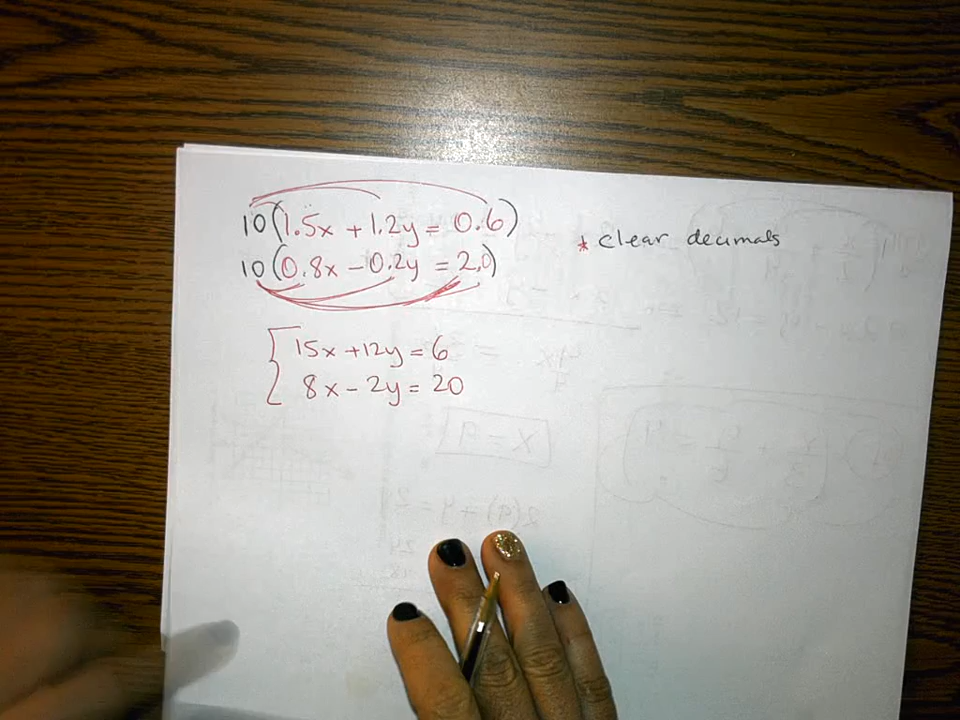 10(1.5x + 1.2y = 0.6)
* clear decimals
10(0.8x - 0.2y = 2.0)
15x + 12y = 6
8x - 2y = 20